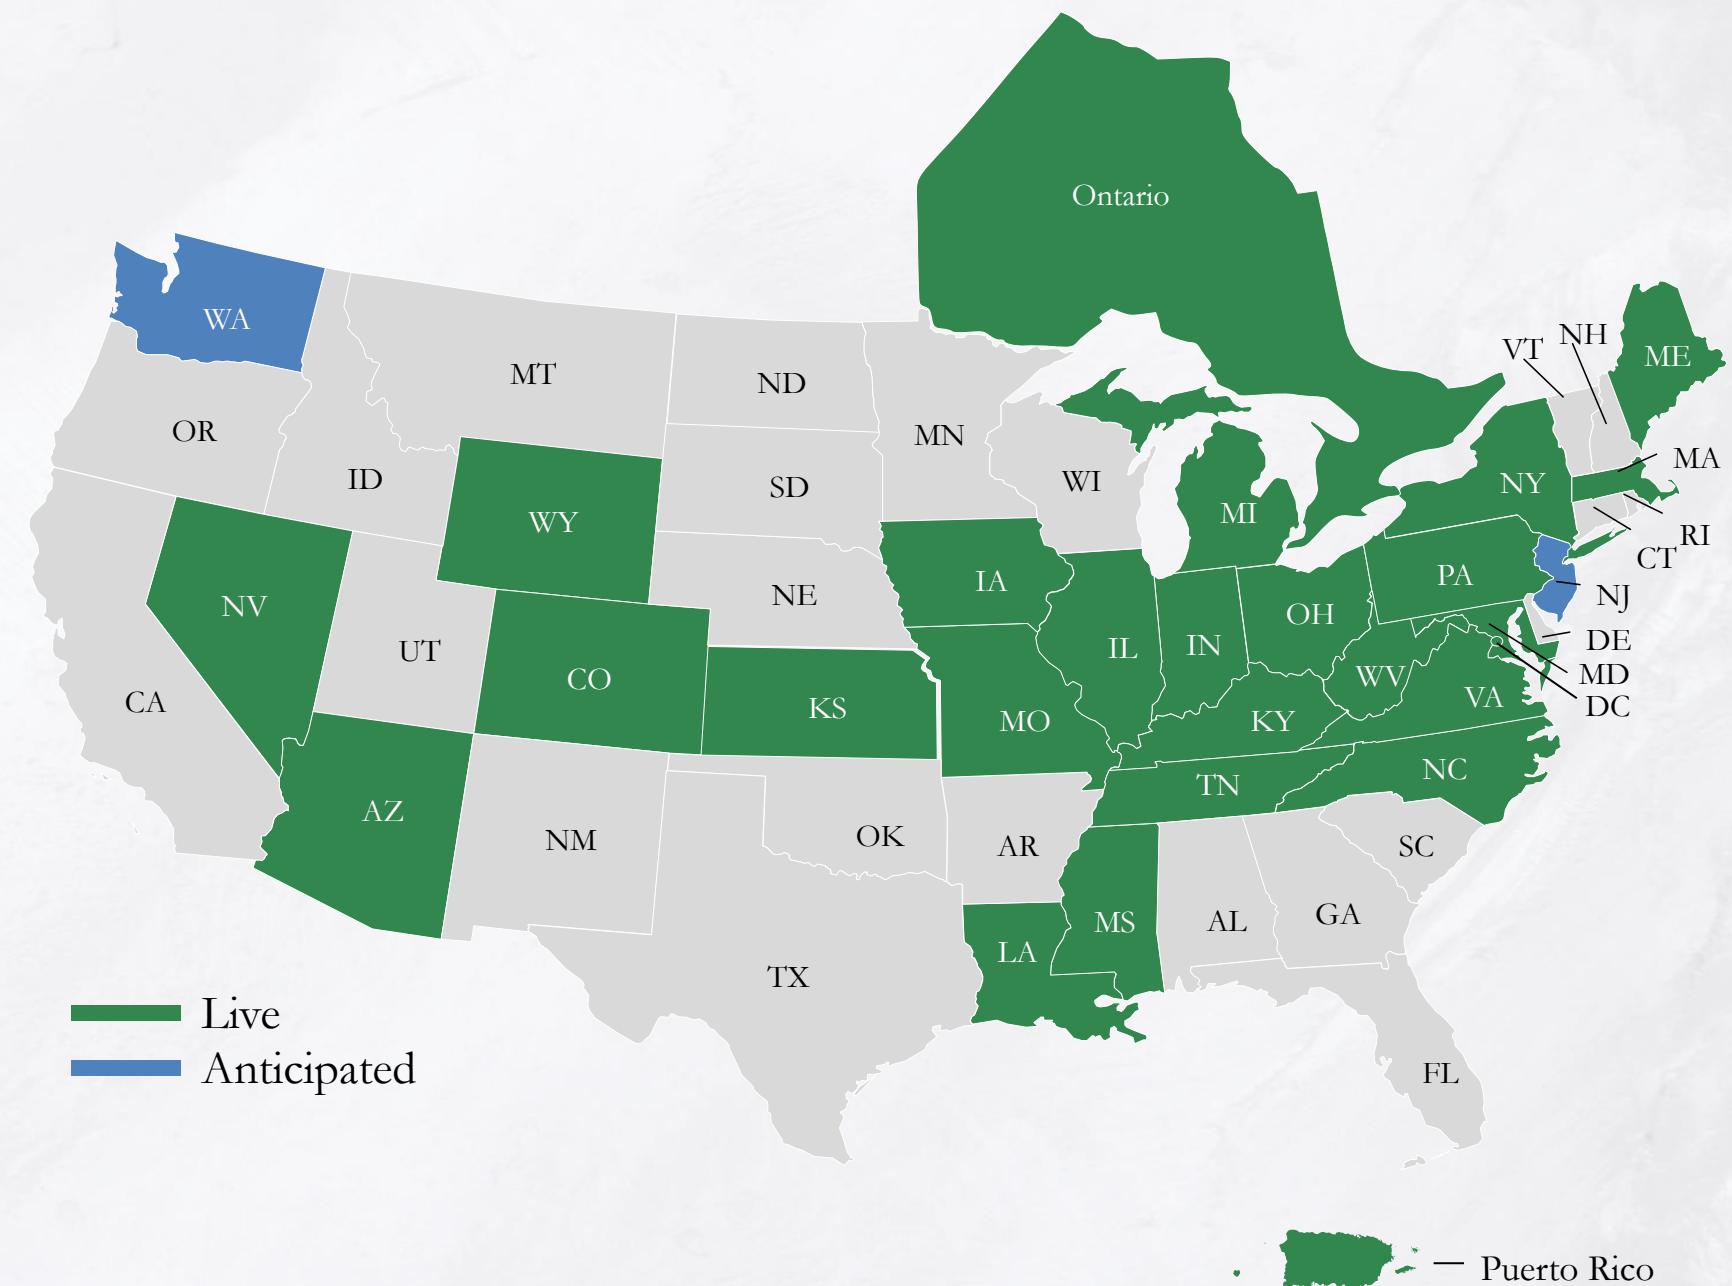 Ontario
WA
NH
VT
ME
MT
ND
OR
MN
MA
ID
SD
WI
NY
WY
MI
RI
CT
IA
PA
NV
NE
NJ
OH
DE
UT
IL
IN
MD
CO
WV
VA
DC
CA
KS
MO
KY
NC
TN
AZ
NM
OK
AR
SC
MS
AL
GA
LA
TX
Live
Anticipated
FL
Puerto Rico